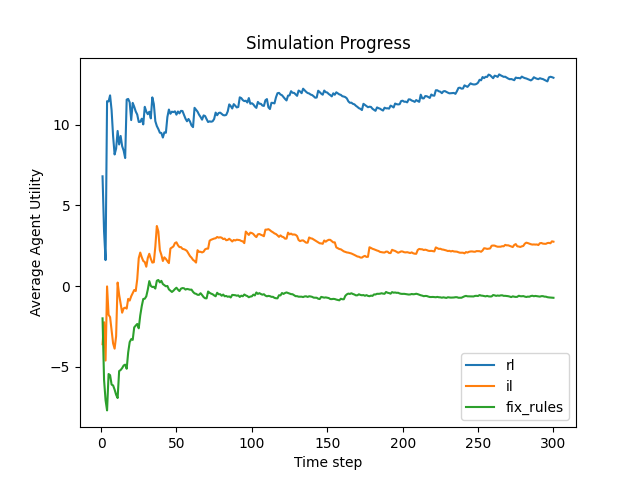 Simulation Progress
Average Agent Utility
10
5
0
−5
0 50 100 150 200 250 300
Time step
rl
il
fix_rules